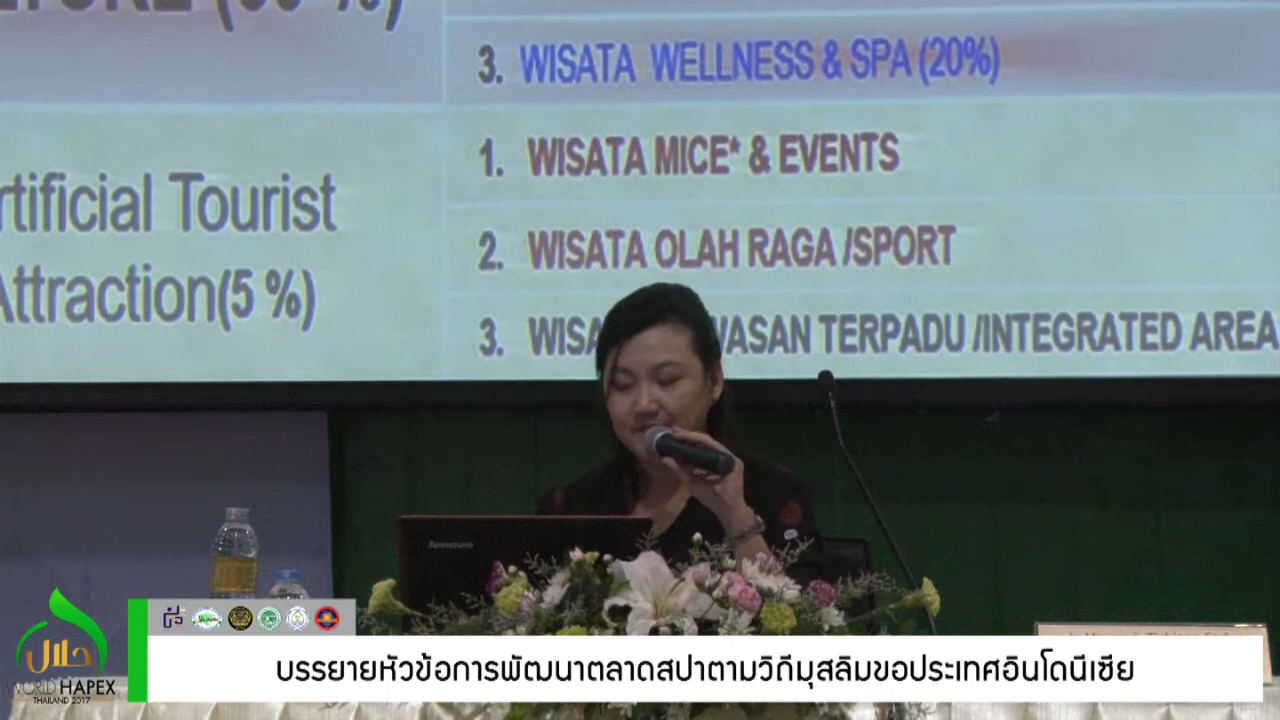 3. WISATA WELLNESS & SPA (20%)
1. WISATA MICE* & EVENTS
rtificial Tourist
2. WISATA OLAH RAGA /SPORT
Attraction(5 %)
3. WISA WASAN TERPADU /INTEGRATED AREA
lenovo
حلال
WORLD HAPEX
THAILAND 2017
บรรยายหัวข้อการพัฒนาตลาดสปาตามวิถีมุสลิมขอประเทศอินโดนีเซีย